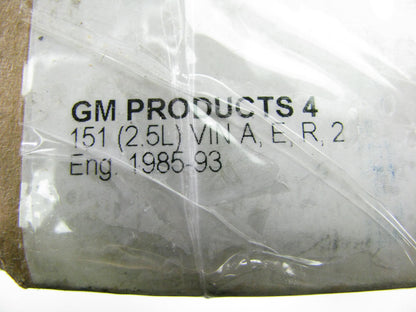 GM PRODUCTS 4
151 (2.5L) VIN A, E, R, 2
Eng. 1985-93